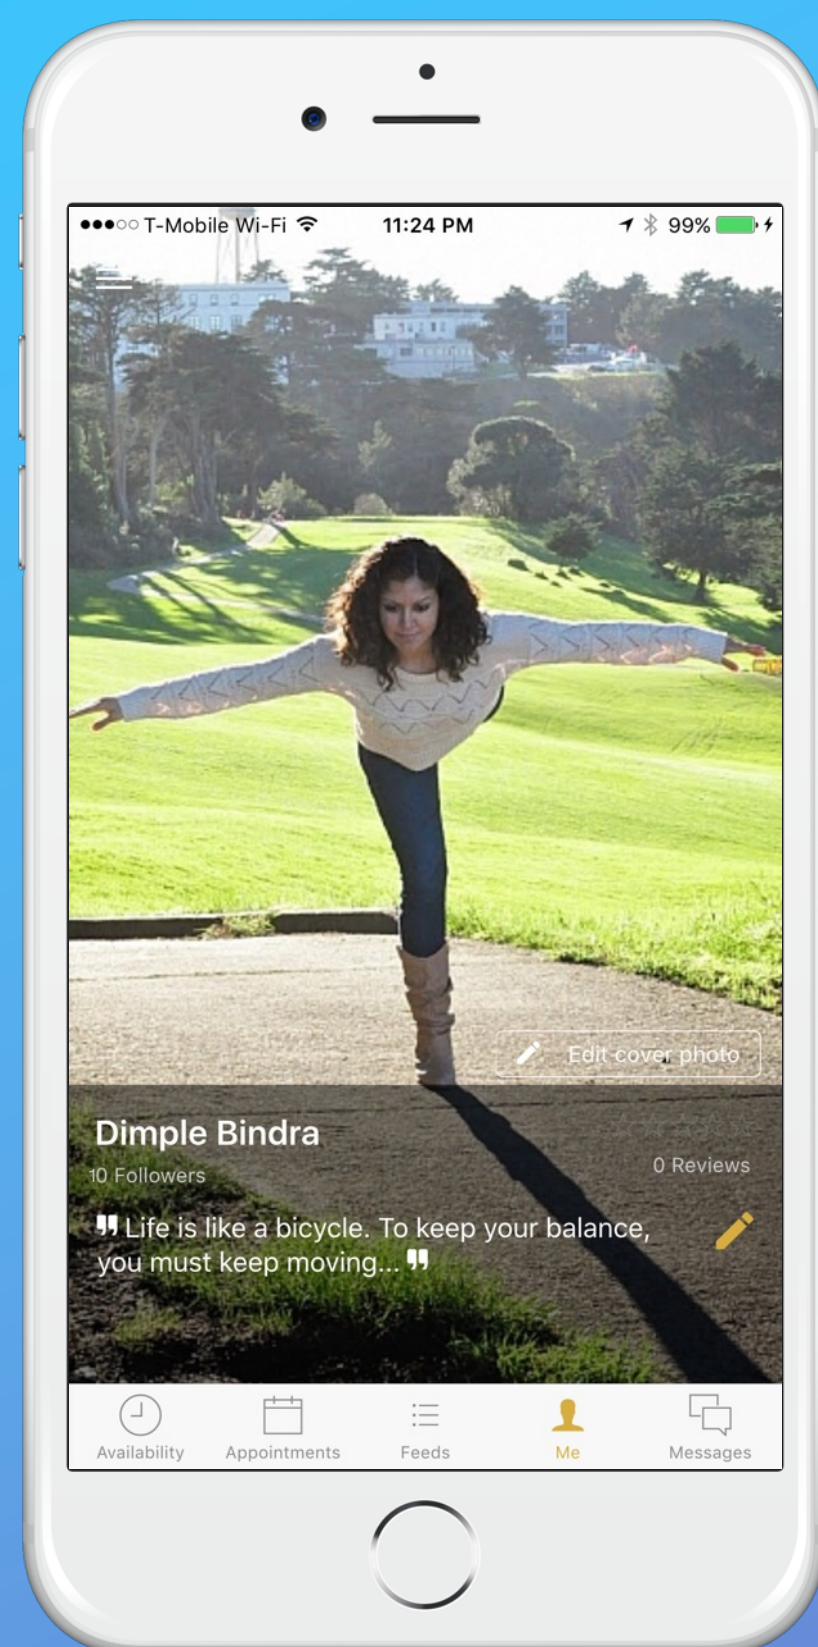 T-Mobile Wi-Fi 11:24 PM 99%
Edit cover photo
Dimple Bindra
10 Followers
0 Reviews
❞ Life is like a bicycle. To keep your balance,
you must keep moving... ❞
Availability Appointments Feeds Me Messages